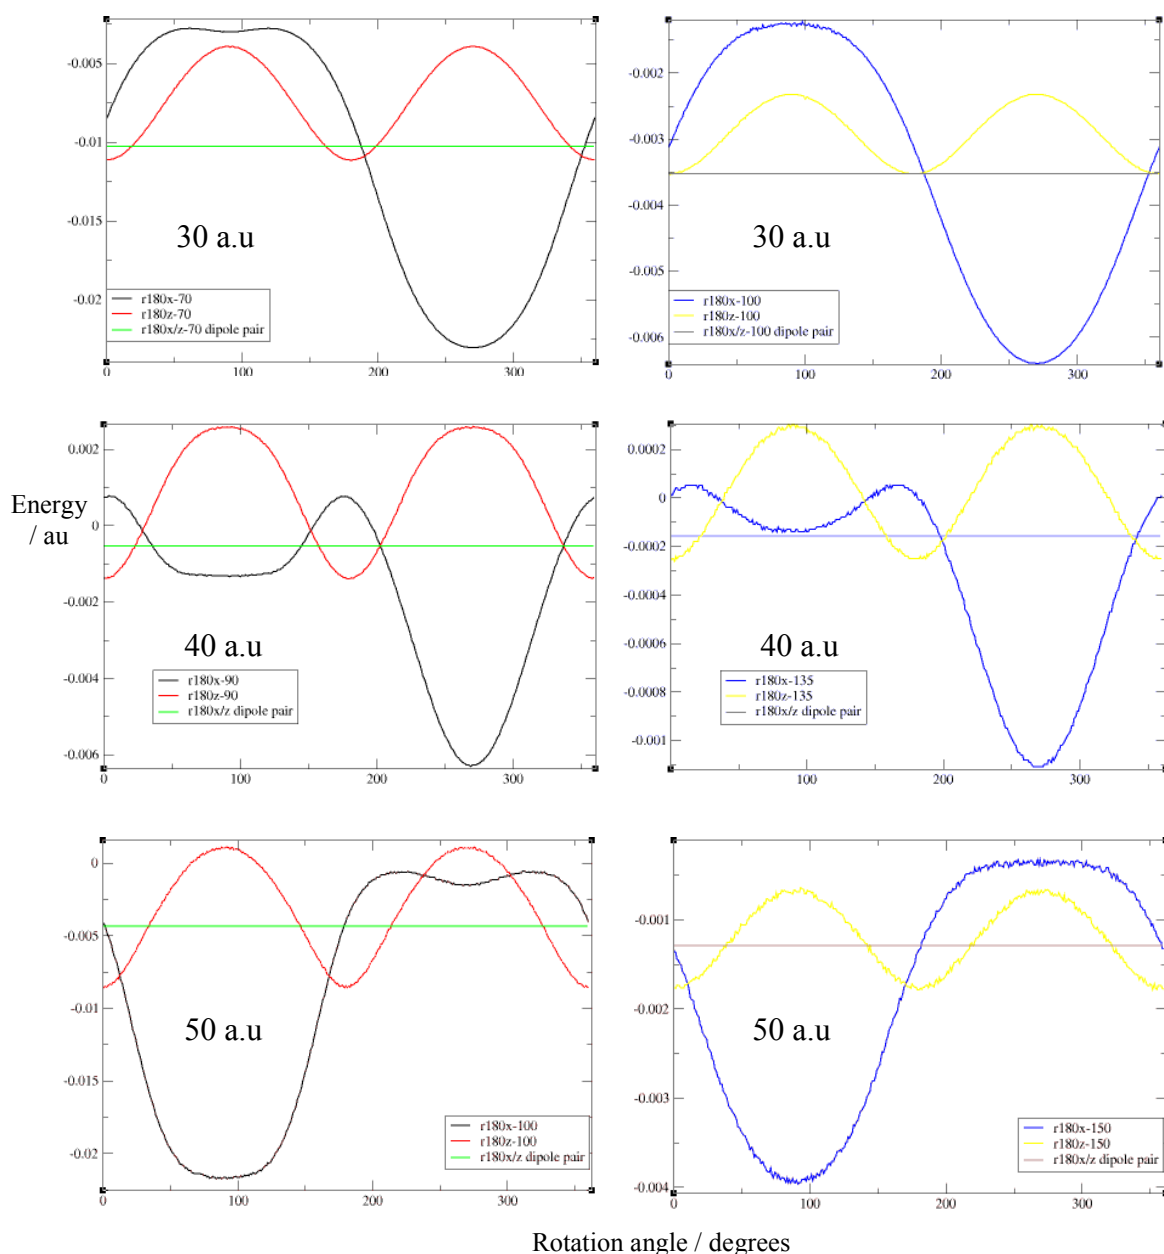 -0.005
-0.01
-0.015
-0.02
30 a.u
r180x-70
r180z-70
r180x/z-70 dipole pair
0
200
-0.002
-0.003
-0.004
-0.005
-0.006
30 a.u
r180x-100
r180z-100
r180x/z-100 dipole pair
0
100
200
300
Energy
/ au
0.002
0
-0.002
-0.004
-0.006
40 a.u
r180x-90
r180z-90
r180x/z dipole pair
0
100
200
300
0.0002
0
-0.0002
-0.0004
-0.0006
-0.0008
-0.001
40 a.u
r180x-135
r180z-135
r180x/z dipole pair
0
100
200
300
0
-0.005
-0.01
-0.015
-0.02
50 a.u
r180x-100
r180z-100
r180x/z dipole pair
0
100
200
300
-0.001
-0.002
-0.003
-0.004
50 a.u
r180x-150
r180z-150
r180x/z dipole pair
0
100
200
300
Rotation angle / degrees